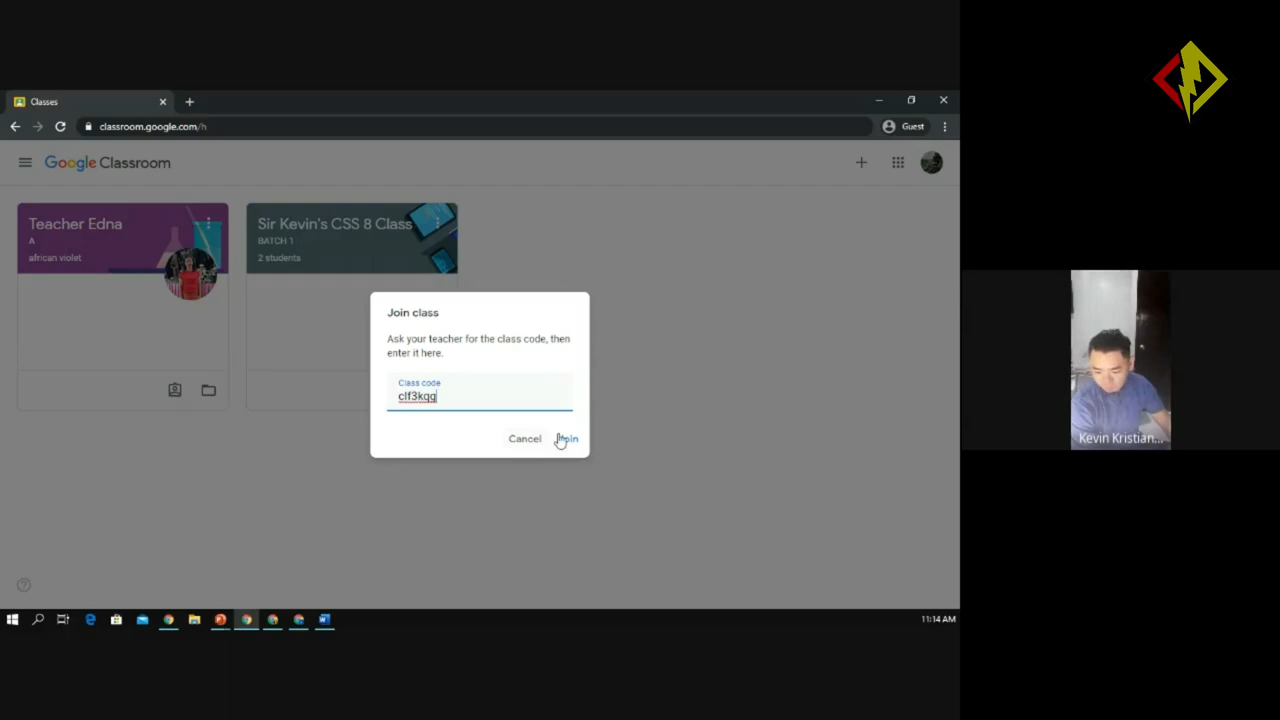 Classes
classroom.google.com/h
Guest
Google Classroom
Teacher Edna
A
african violet
Sir Kevin's CSS 8 Class
BATCH 1
2 students
Join class
Ask your teacher for the class code, then
enter it here.
Class code
clf3kqg
Cancel
Join
Kevin Kristian...
11:14 AM